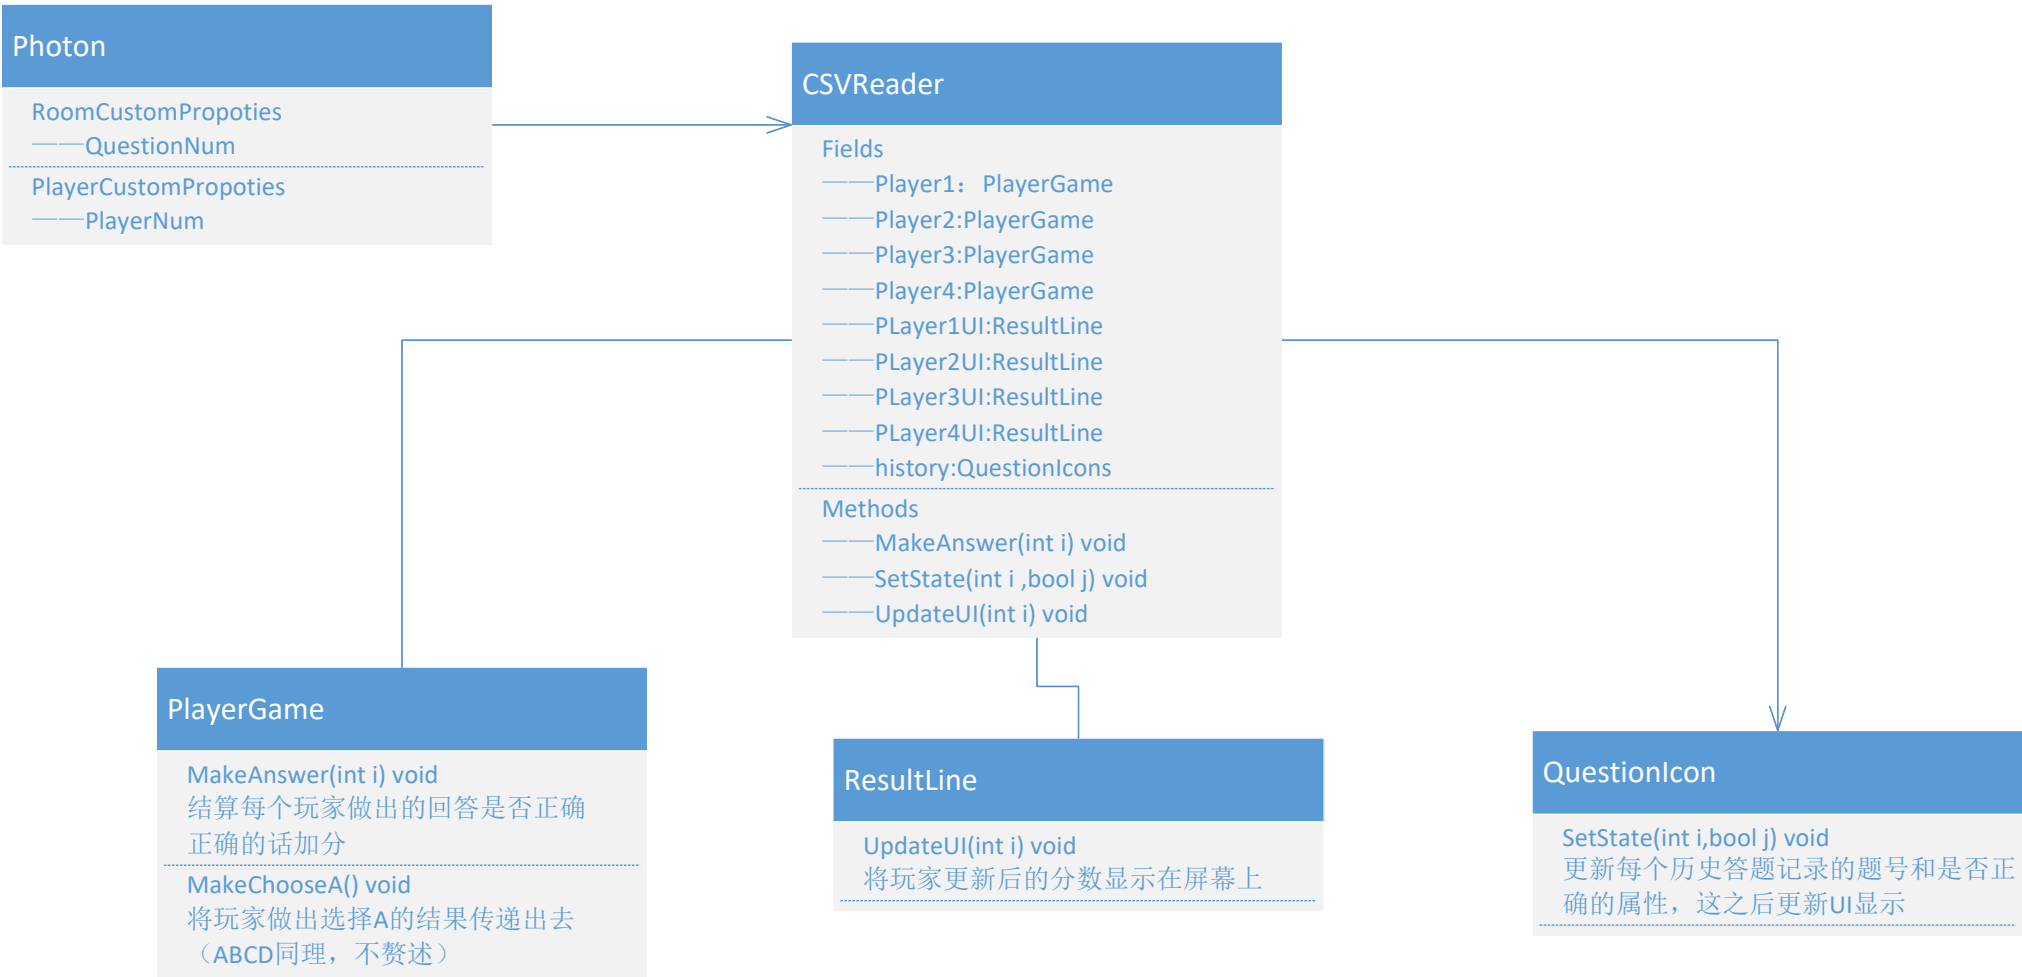 Photon
RoomCustomPropoties
——QuestionNum
PlayerCustomPropoties
——PlayerNum
CSVReader
Fields
——Player1： PlayerGame
——Player2:PlayerGame
——Player3:PlayerGame
——Player4:PlayerGame
——PLayer1UI:ResultLine
——PLayer2UI:ResultLine
——PLayer3UI:ResultLine
——PLayer4UI:ResultLine
——history:QuestionIcons
Methods
——MakeAnswer(int i) void
——SetState(int i ,bool j) void
——UpdateUI(int i) void
PlayerGame
MakeAnswer(int i) void
结算每个玩家做出的回答是否正确
正确的话加分
MakeChooseA() void
将玩家做出选择A的结果传递出去
（ABCD同理，不赘述）
ResultLine
UpdateUI(int i) void
将玩家更新后的分数显示在屏幕上
QuestionIcon
SetState(int i,bool j) void
更新每个历史答题记录的题号和是否正
确的属性，这之后更新UI显示